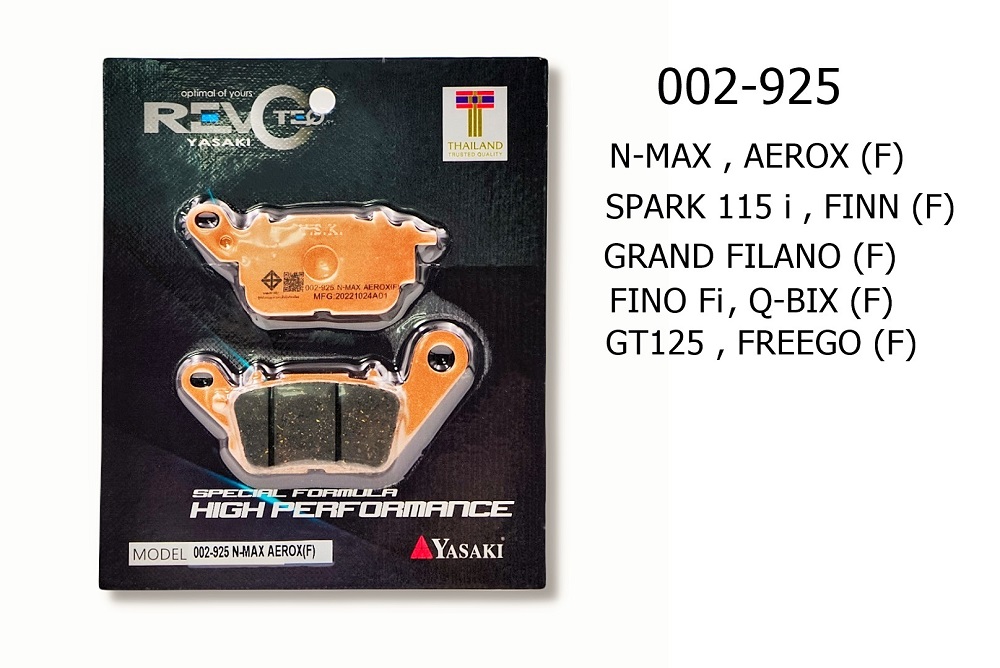 optimal of yours
REVO TEC
YASAKI
THAILAND
TRUSTED QUALITY
002-925 N-MAX AEROX(F)
MFG:20221024A01
SPECIAL FORMULA
HIGH PERFORMANCE
MODEL 002-925 N-MAX AEROX(F)
YASAKI
002-925
N-MAX , AEROX (F)
SPARK 115 i , FINN (F)
GRAND FILANO (F)
FINO Fi, Q-BIX (F)
GT125 , FREEGO (F)